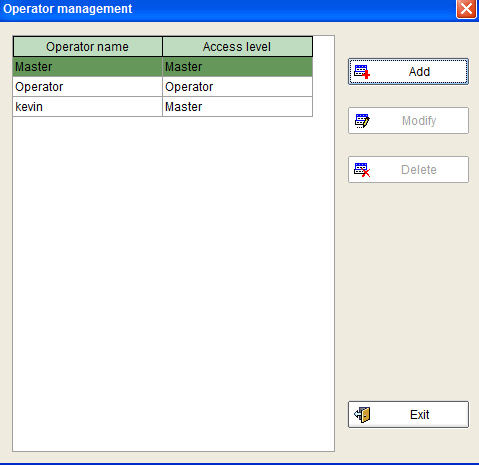 Operator management
Operator name Access level
Master Master
Operator Operator
kevin Master
Add
Modify
Delete
Exit